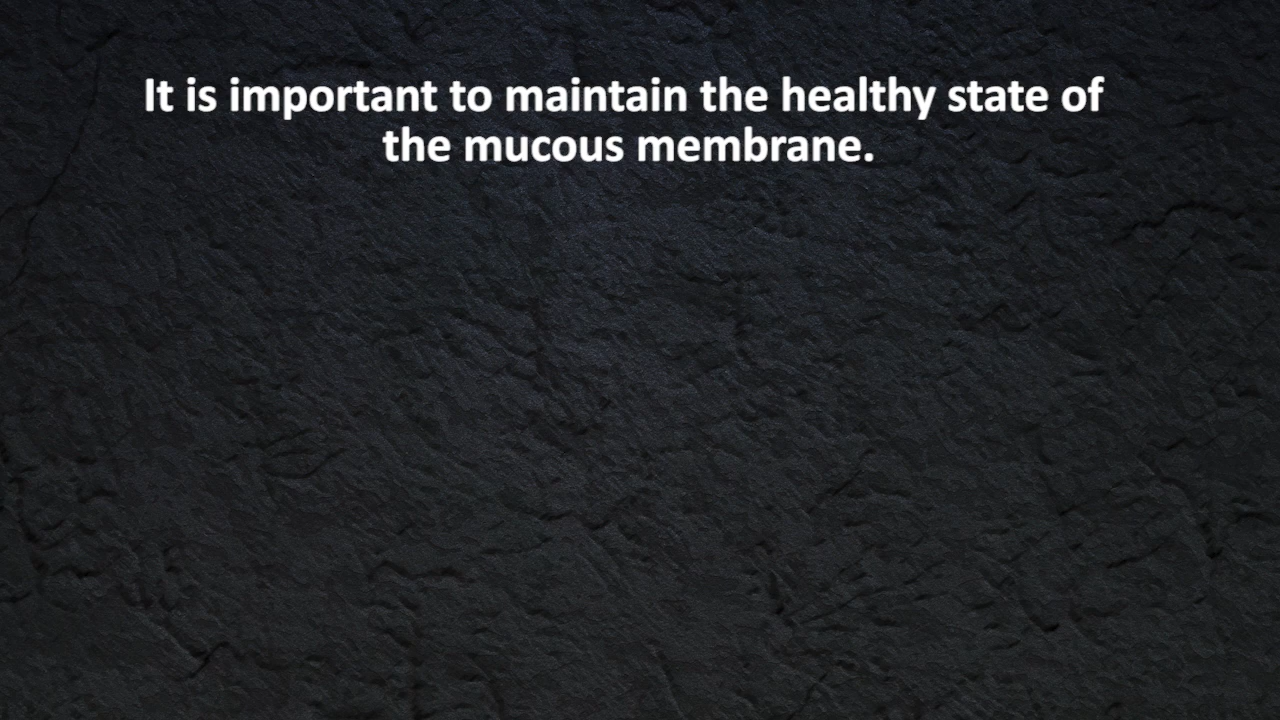 It is important to maintain the healthy state of
the mucous membrane.